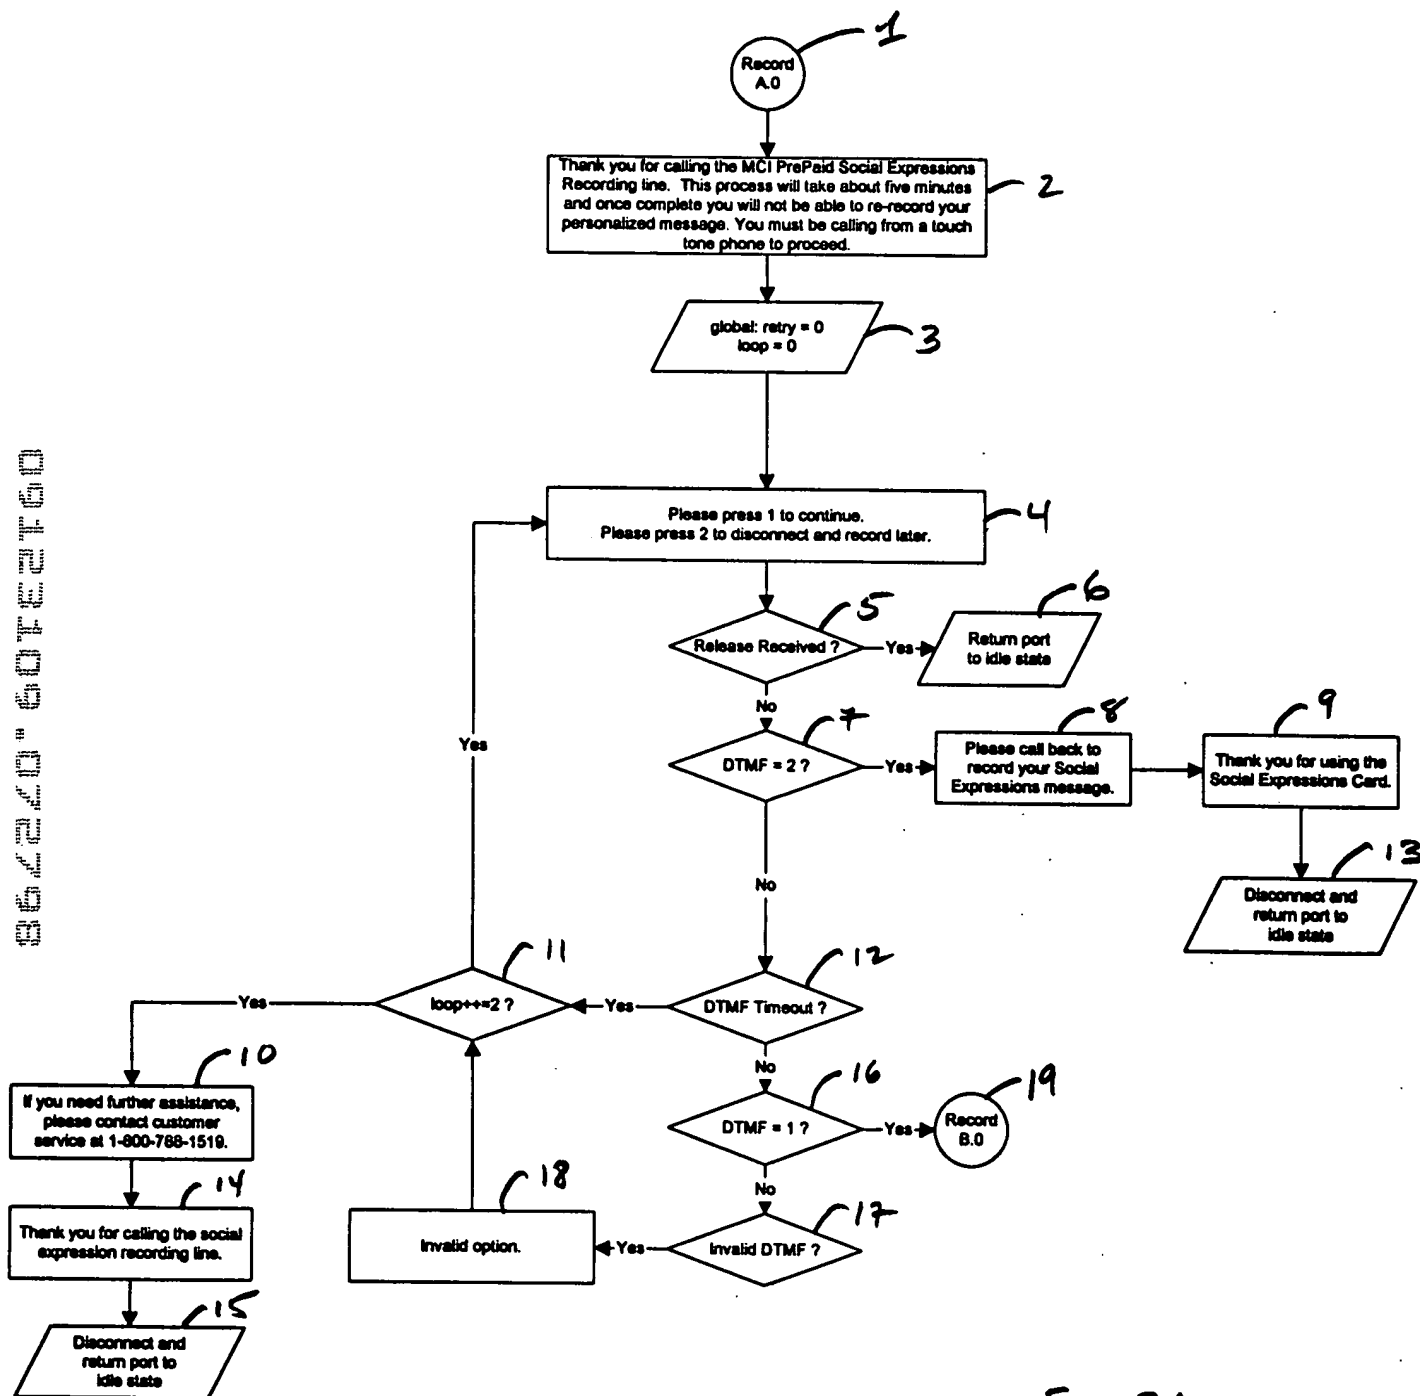 1
Record
A.0
Thank you for calling the MCI PrePaid Social Expressions
Recording line. This process will take about five minutes
and once complete you will not be able to re-record your
personalized message. You must be calling from a touch
tone phone to proceed.
2
global: retry = 0
loop = 0
3
Please press 1 to continue.
Please press 2 to disconnect and record later.
4
Release Received ?
5
Yes
Return port
to idle state
6
No
DTMF = 2 ?
7
Yes
Please call back to
record your Social
Expressions message.
8
Thank you for using the
Social Expressions Card.
9
Disconnect and
return port to
idle state
13
No
Yes
DTMF Timeout ?
12
Yes
loop++=2 ?
11
Yes
If you need further assistance,
please contact customer
service at 1-800-788-1519.
10
Thank you for calling the social
expression recording line.
14
Disconnect and
return port to
idle state
15
No
DTMF = 1 ?
16
Yes
Record
B.0
19
No
Invalid DTMF ?
17
Yes
Invalid option.
18
09123109.072798